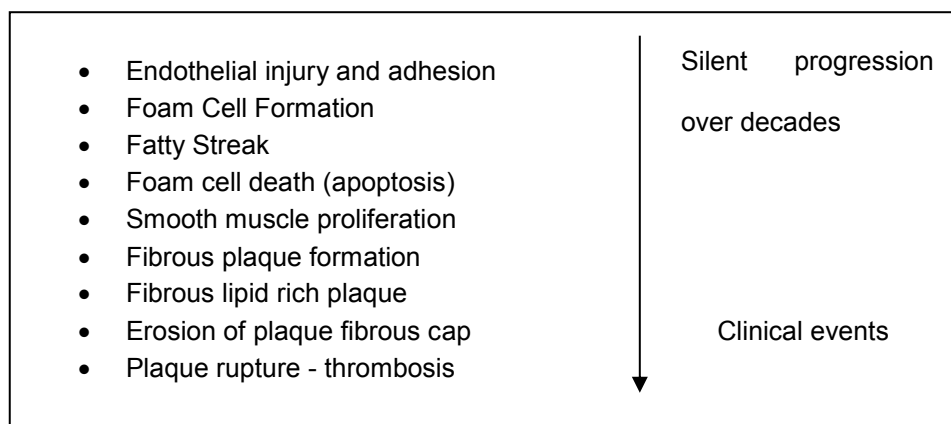 • Endothelial injury and adhesion
• Foam Cell Formation
• Fatty Streak
• Foam cell death (apoptosis)
• Smooth muscle proliferation
• Fibrous plaque formation
• Fibrous lipid rich plaque
• Erosion of plaque fibrous cap
• Plaque rupture - thrombosis
Silent progression
over decades
Clinical events